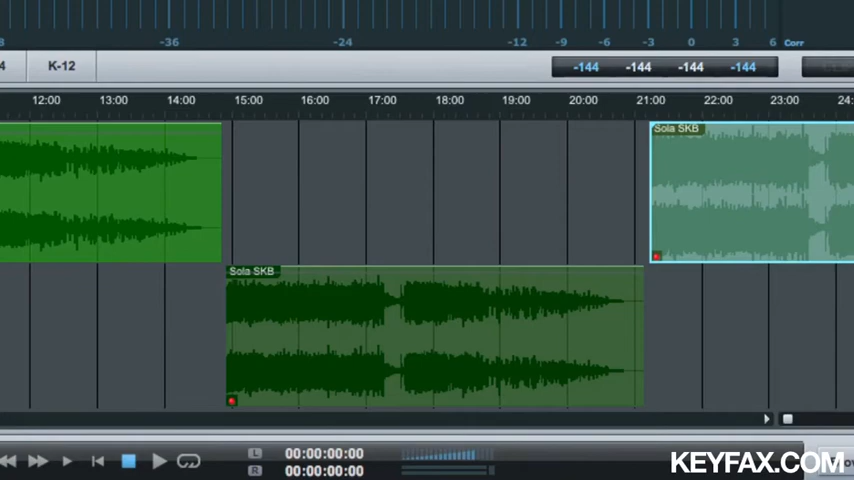 -36 -24 -12 -9 -6 -3 0 3 6 Corr
4 K-12 -144 -144 -144 -144
12:00 13:00 14:00 15:00 16:00 17:00 18:00 19:00 20:00 21:00 22:00 23:00 24:
Sola SKB
Sola SKB
L 00:00:00:00
R 00:00:00:00
KEYFAX.COM